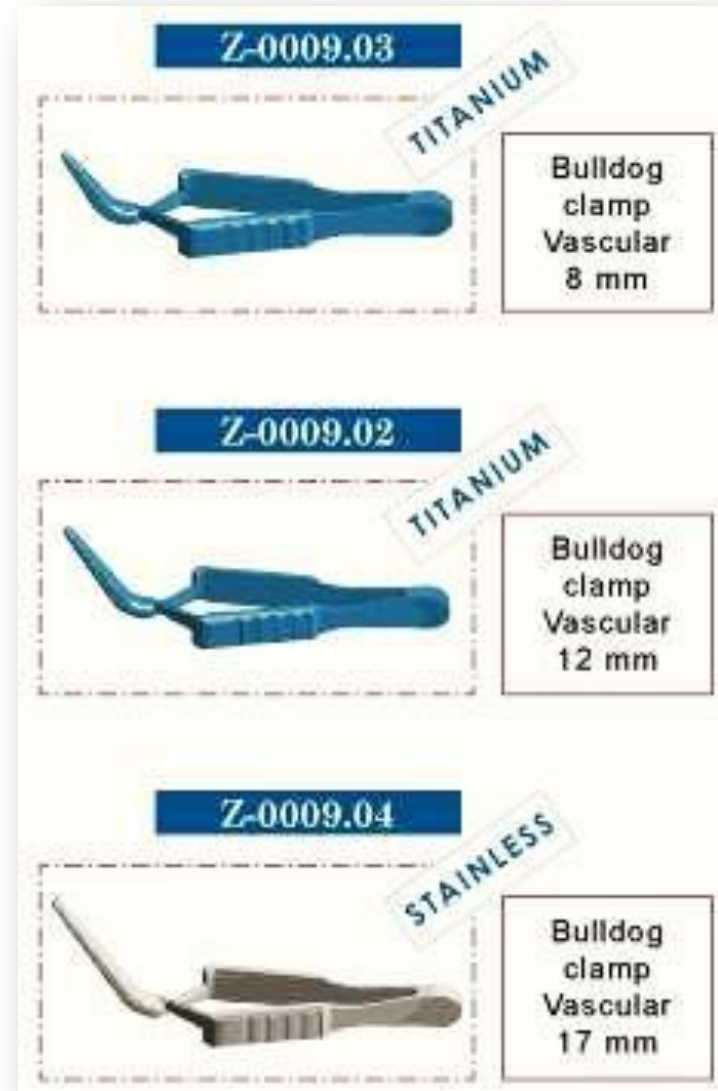 Z-0009.03
TITANIUM
Bulldog
clamp
Vascular
8 mm
Z-0009.02
TITANIUM
Bulldog
clamp
Vascular
12 mm
Z-0009.04
STAINLESS
Bulldog
clamp
Vascular
17 mm